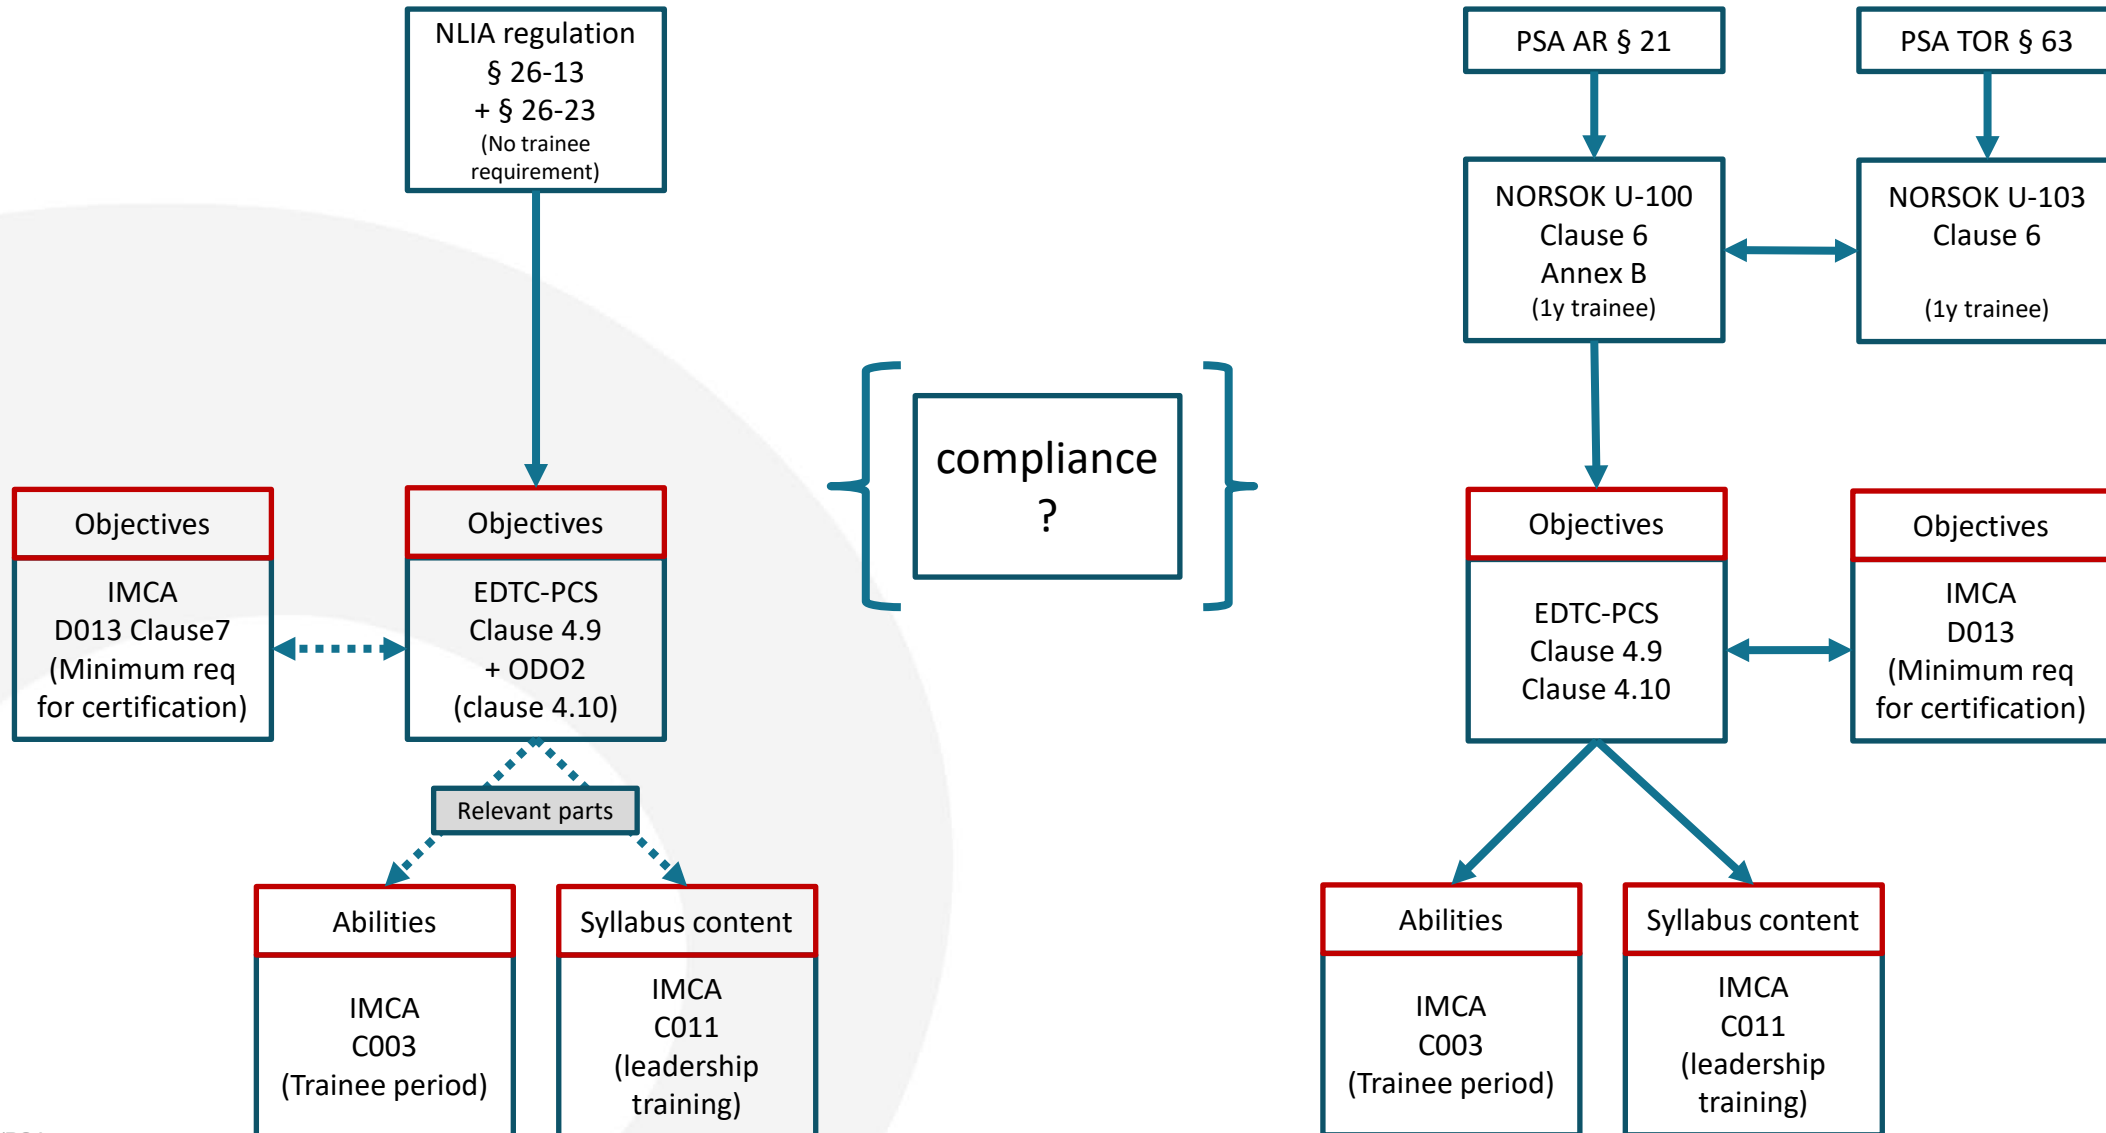 NLIA regulation
§ 26-13
+ § 26-23
(No trainee
requirement)
PSA AR § 21
PSA TOR § 63
NORSOK U-100
Clause 6
Annex B
(1y trainee)
NORSOK U-103
Clause 6
(1y trainee)
compliance
?
Objectives
IMCA
D013 Clause7
(Minimum req
for certification)
Objectives
EDTC-PCS
Clause 4.9
+ ODO2
(clause 4.10)
Relevant parts
Abilities
IMCA
C003
(Trainee period)
Syllabus content
IMCA
C011
(leadership
training)
Objectives
EDTC-PCS
Clause 4.9
Clause 4.10
Objectives
IMCA
D013
(Minimum req
for certification)
Abilities
IMCA
C003
(Trainee period)
Syllabus content
IMCA
C011
(leadership
training)